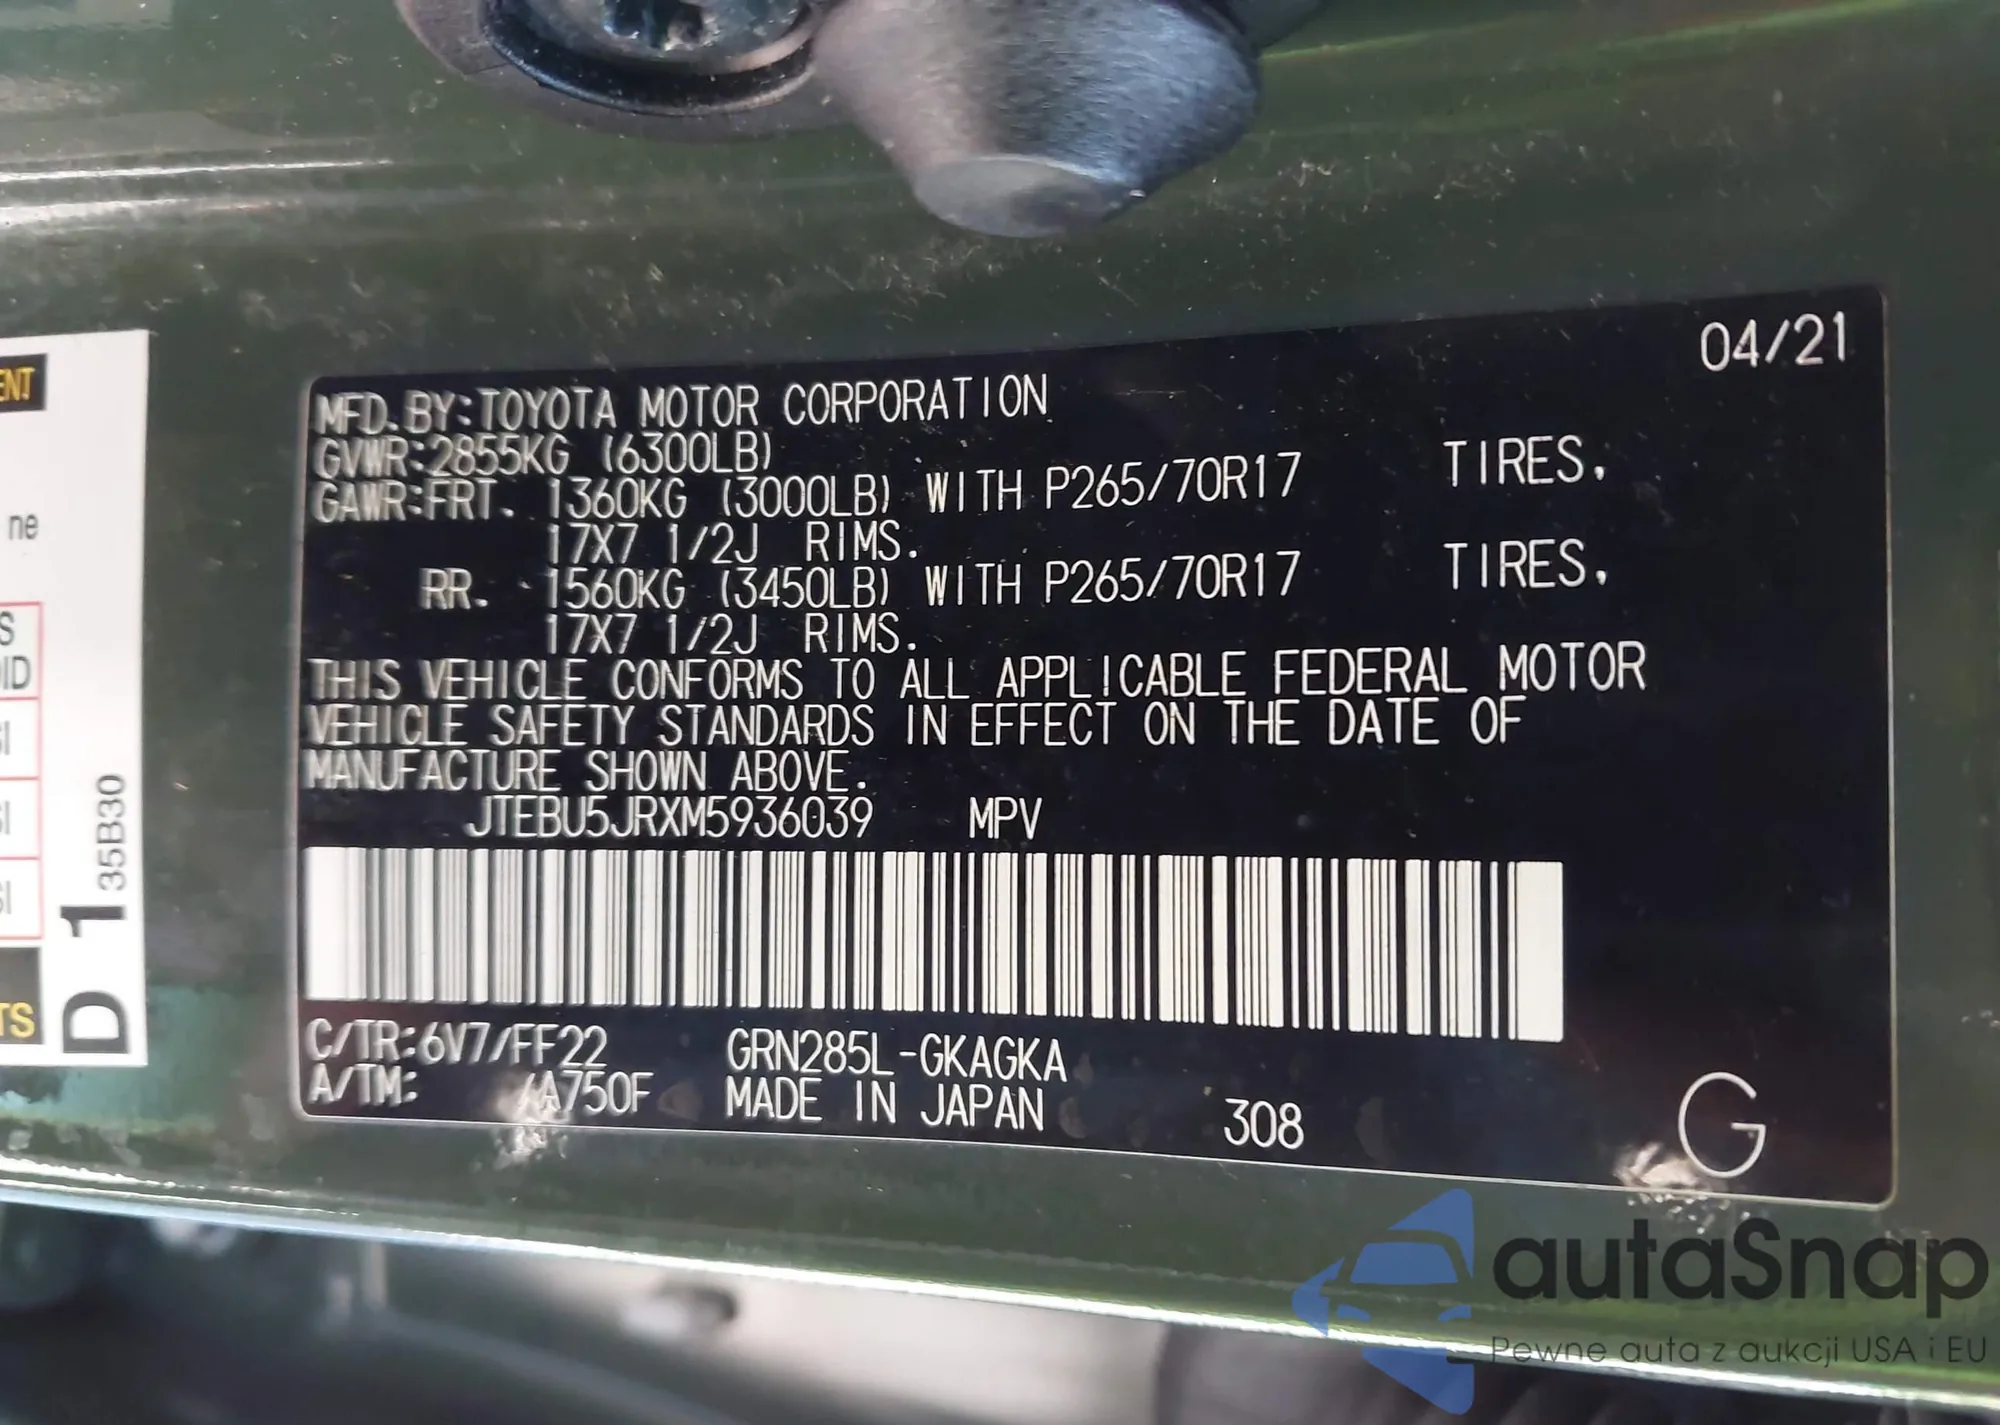 04/21
MFD. BY:TOYOTA MOTOR CORPORATION
GVWR:2855KG (6300LB)
GAWR:FRT. 1360KG (3000LB) WITH P265/70R17 TIRES,
17X7 1/2J RIMS.
RR. 1560KG (3450LB) WITH P265/70R17 TIRES,
17X7 1/2J RIMS.
THIS VEHICLE CONFORMS TO ALL APPLICABLE FEDERAL MOTOR
VEHICLE SAFETY STANDARDS IN EFFECT ON THE DATE OF
MANUFACTURE SHOWN ABOVE.
JTEBU5JRXM5936039 MPV
C/TR:6V7/FF22 GRN285L-GKAGKA
A/TM: /A750F MADE IN JAPAN 308 G
D 1 35B30
ne
autoSnap
Pewne auta z aukcji USA i EU